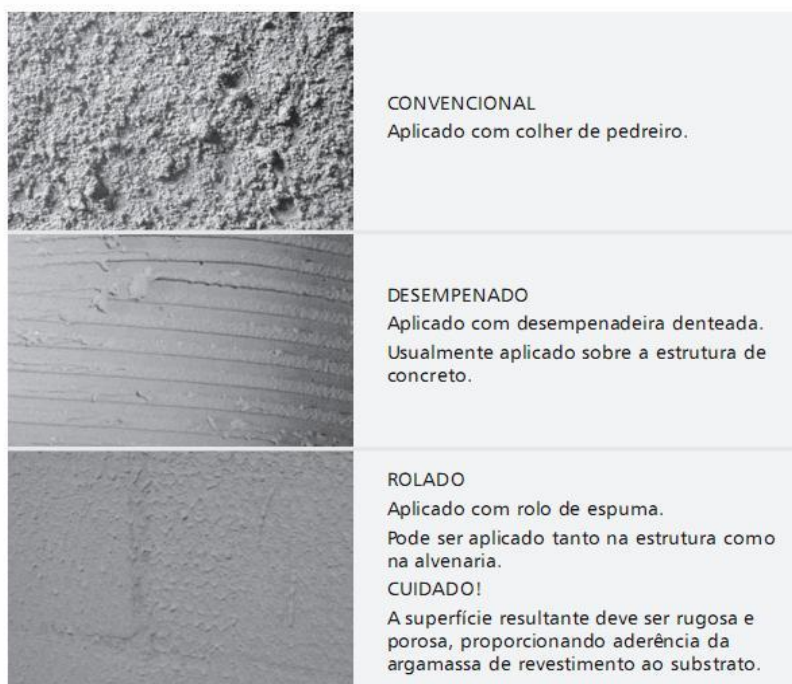 CONVENCIONAL
Aplicado com colher de pedreiro.
DESEMPENADO
Aplicado com desempenadeira denteada.
Usualmente aplicado sobre a estrutura de
concreto.
ROLADO
Aplicado com rolo de espuma.
Pode ser aplicado tanto na estrutura como
na alvenaria.
CUIDADO!
A superfície resultante deve ser rugosa e
porosa, proporcionando aderência da
argamassa de revestimento ao substrato.